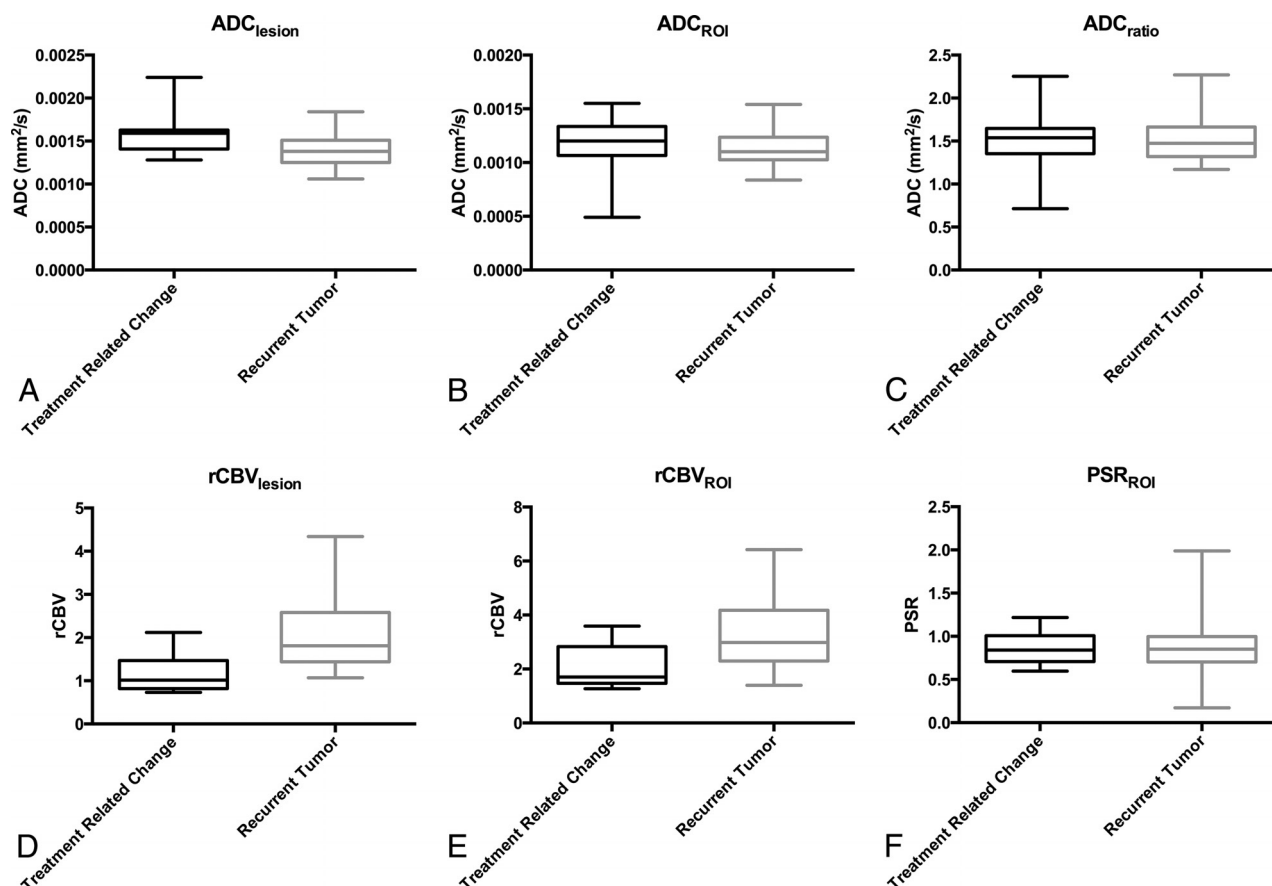 ADClesion
ADC (mm2/s)
0.0025
0.0020
0.0015
0.0010
0.0005
0.0000
Treatment Related Change
Recurrent Tumor
A
ADCROI
ADC (mm2/s)
0.0020
0.0015
0.0010
0.0005
0.0000
Treatment Related Change
Recurrent Tumor
B
ADCratio
ADC (mm2/s)
2.5
2.0
1.5
1.0
0.5
0.0
Treatment Related Change
Recurrent Tumor
C
rCBVlesion
rCBV
5
4
3
2
1
0
Treatment Related Change
Recurrent Tumor
D
rCBVROI
rCBV
8
6
4
2
0
Treatment Related Change
Recurrent Tumor
E
PSRROI
PSR
2.5
2.0
1.5
1.0
0.5
0.0
Treatment Related Change
Recurrent Tumor
F